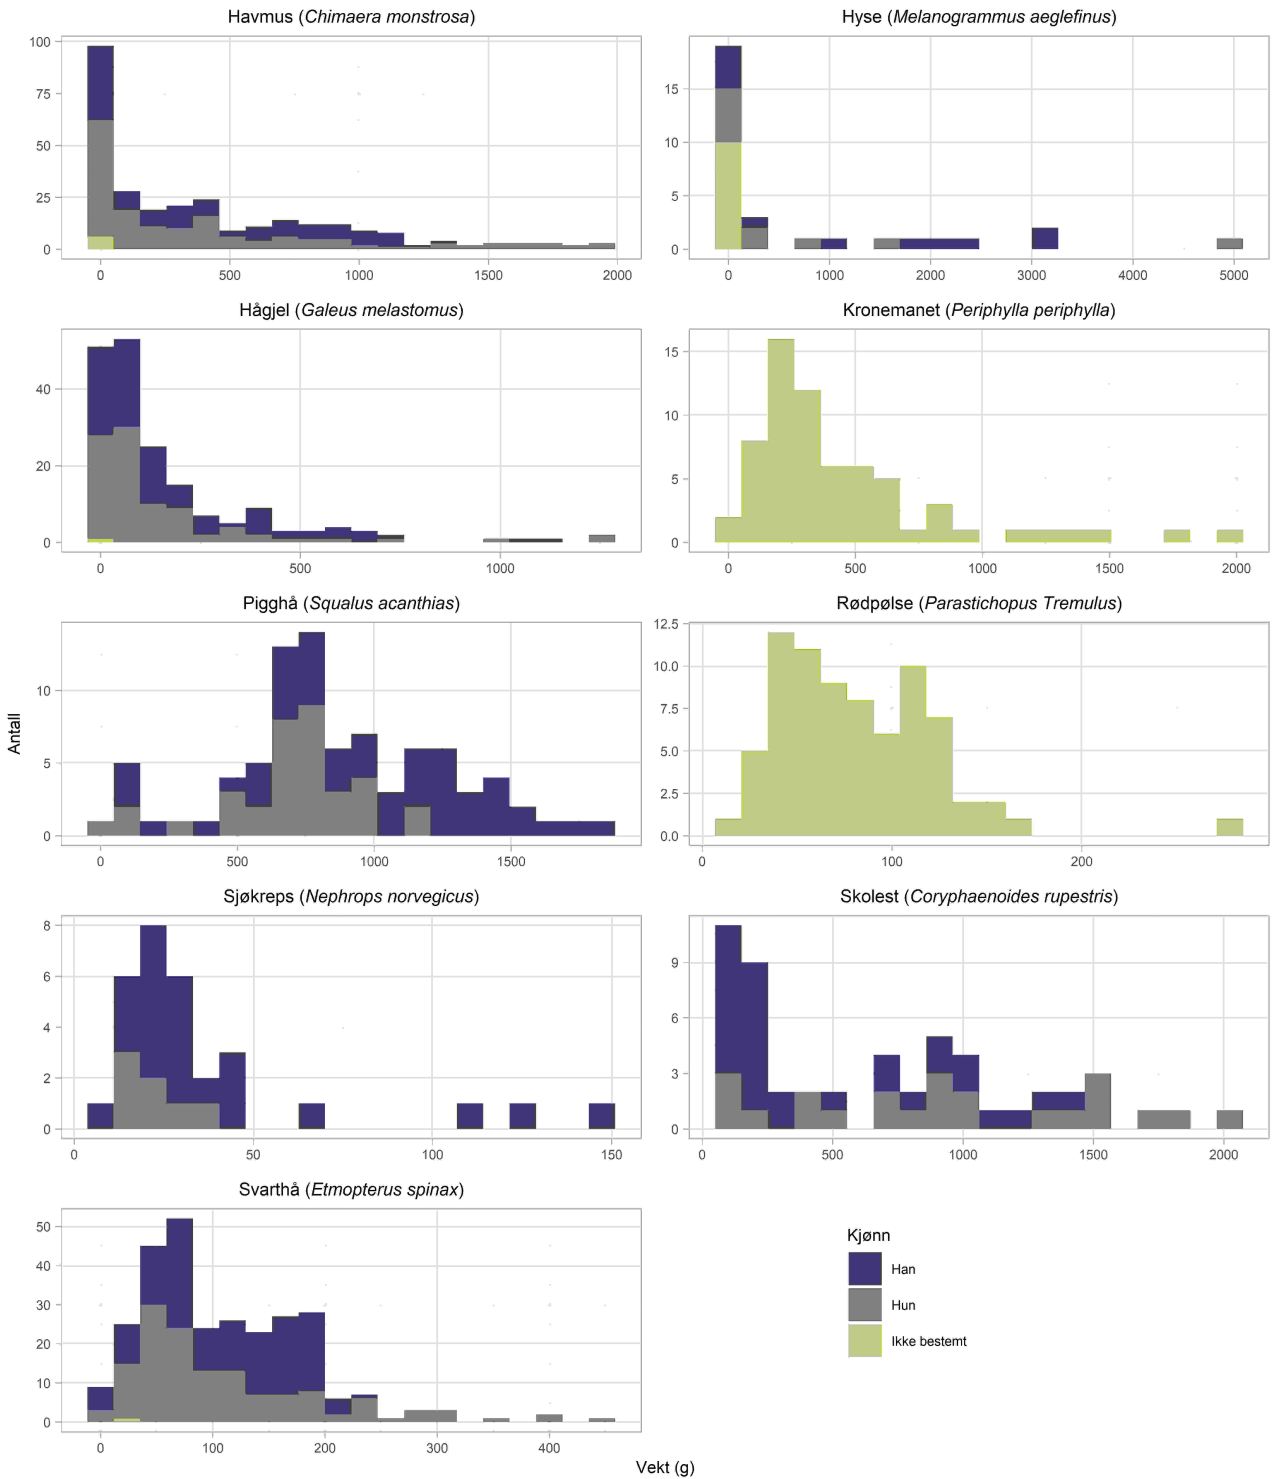 Havmus (Chimaera monstrosa)
100
75
50
25
0
0 500 1000 1500 2000
Hyse (Melanogrammus aeglefinus)
15
10
5
0
0 1000 2000 3000 4000 5000
Hågjel (Galeus melastomus)
40
20
0
0 500 1000
Kronemanet (Periphylla periphylla)
15
10
5
0
0 500 1000 1500 2000
Pigghå (Squalus acanthias)
10
5
0
0 500 1000 1500
Rødpølse (Parastichopus Tremulus)
12.5
10.0
7.5
5.0
2.5
0.0
0 100 200
Antall
Sjøkreps (Nephrops norvegicus)
8
6
4
2
0
0 50 100 150
Skolest (Coryphaenoides rupestris)
9
6
3
0
0 500 1000 1500 2000
Svarthå (Etmopterus spinax)
50
40
30
20
10
0
0 100 200 300 400
Kjønn
Han
Hun
Ikke bestemt
Vekt (g)